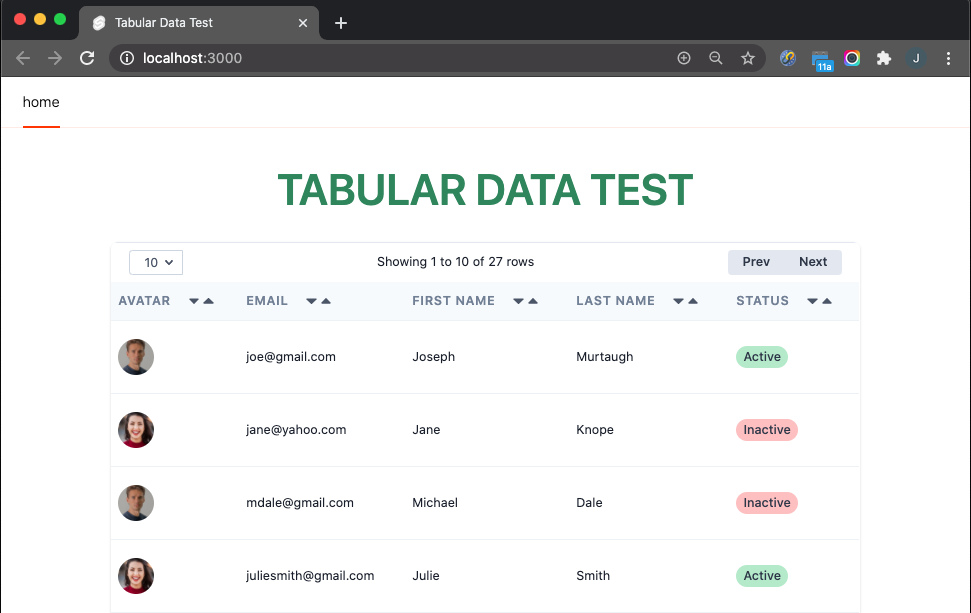 Tabular Data Test
localhost:3000
11a
J
home
TABULAR DATA TEST
10 Showing 1 to 10 of 27 rows Prev Next
AVATAR EMAIL FIRST NAME LAST NAME STATUS
joe@gmail.com Joseph Murtaugh Active
jane@yahoo.com Jane Knope Inactive
mdale@gmail.com Michael Dale Inactive
juliesmith@gmail.com Julie Smith Active